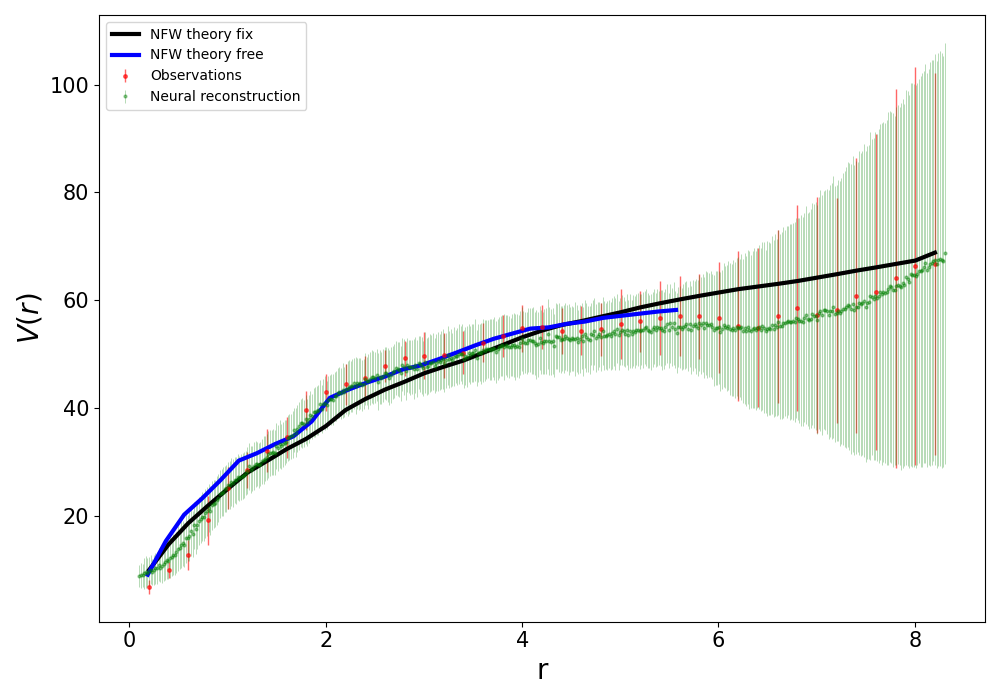 NFW theory fix
NFW theory free
Observations
Neural reconstruction
100
80
60
40
20
V(r)
0 2 4 6 8
r